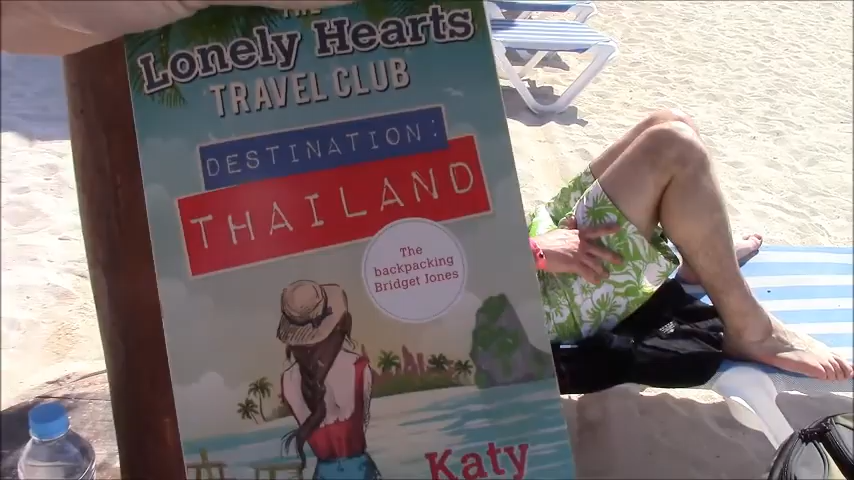 THE
Lonely Hearts
TRAVEL CLUB
DESTINATION:
THAILAND
The
backpacking
Bridget Jones
Katy